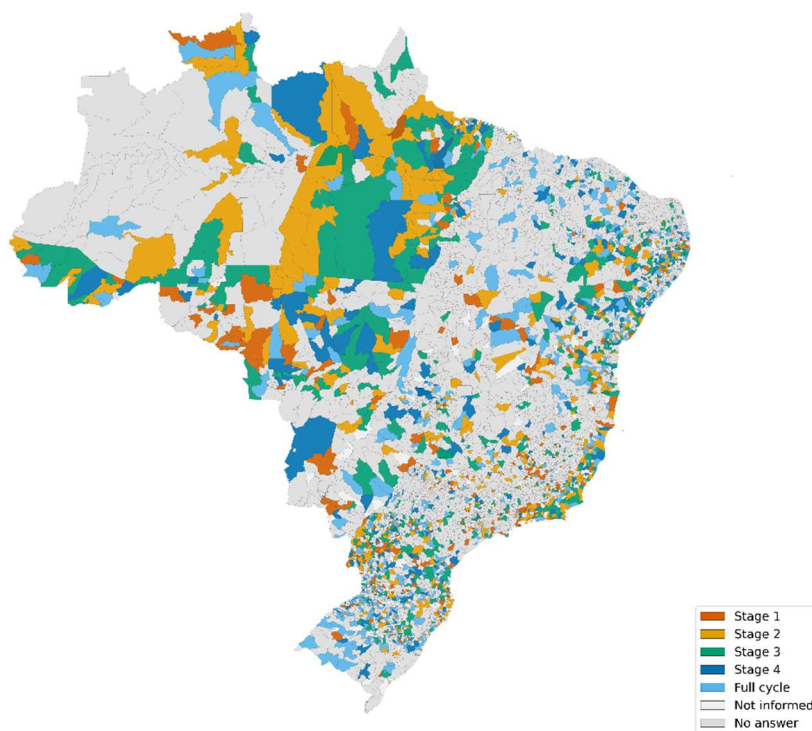 Stage 1
Stage 2
Stage 3
Stage 4
Full cycle
Not informed
No answer